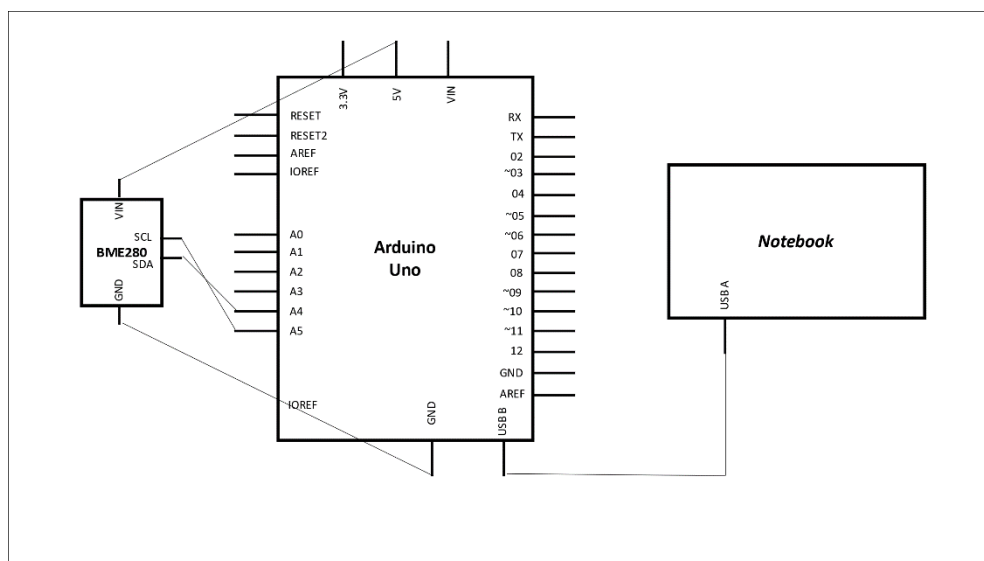 3.3V
5V
VIN
RESET
RESET2
AREF
IOREF
A0
A1
A2
A3
A4
A5
IOREF
Arduino
Uno
RX
TX
02
~03
04
~05
~06
07
08
~09
~10
~11
12
GND
AREF
GND
USB B
VIN
SCL
BME280
SDA
GND
Notebook
USB A